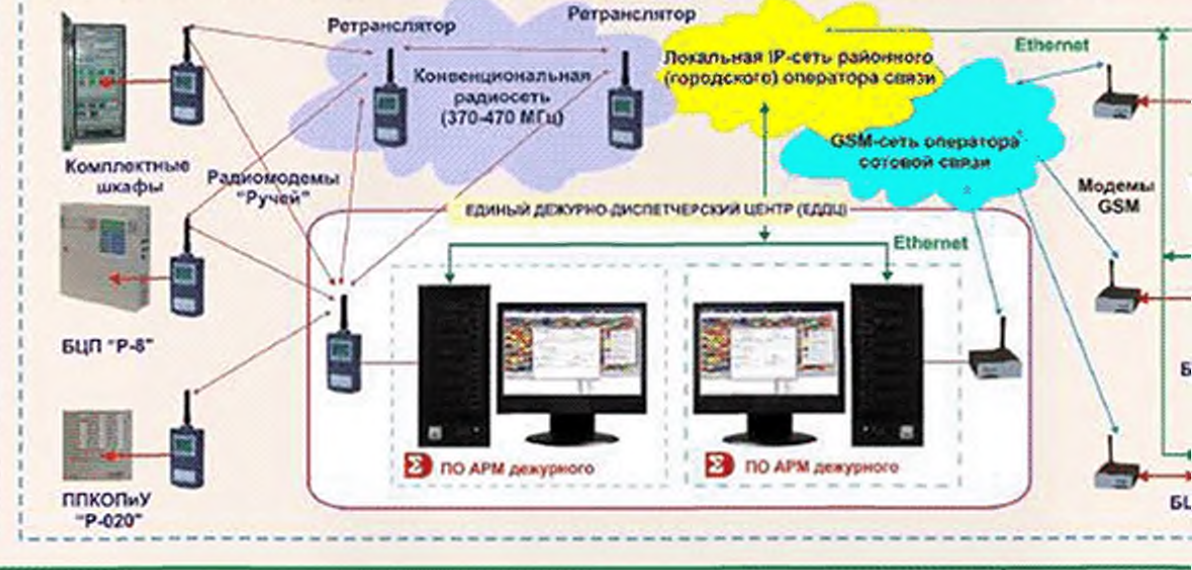 Ретранслятор
Ретранслятор
Конвенциональная
радиосеть
(370-470 МГц)
Локальная IP-сеть районного
(городского) оператора связи
Ethernet
GSM-сеть оператора
сотовой связи
Комплектные
шкафы
Радиомодемы
"Ручей"
Модемы
GSM
ЕДИНЫЙ ДЕЖУРНО-ДИСПЕТЧЕРСКИЙ ЦЕНТР (ЕДДЦ)
Ethernet
БЦП "Р-8"
ПО АРМ дежурного
ПО АРМ дежурного
ППКОПиУ
"Р-020"